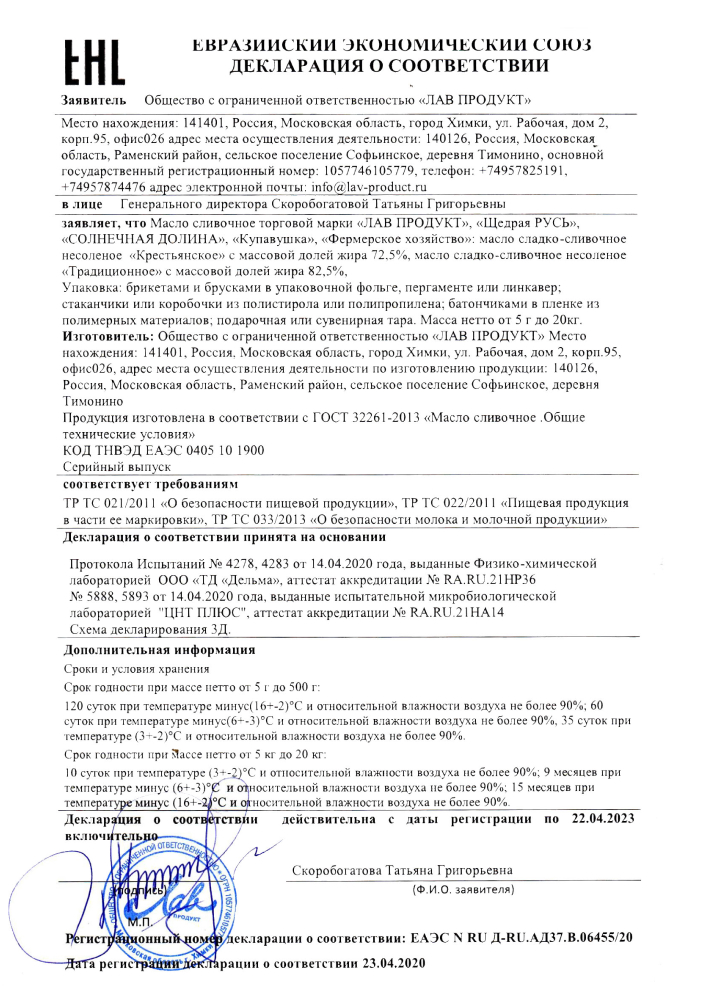 ЕАС
ЕВРАЗИЙСКИЙ ЭКОНОМИЧЕСКИЙ СОЮЗ
ДЕКЛАРАЦИЯ О СООТВЕТСТВИИ
Заявитель Общество с ограниченной ответственностью «ЛАВ ПРОДУКТ»
Место нахождения: 141401, Россия, Московская область, город Химки, ул. Рабочая, дом 2,
корп.95, офис026 адрес места осуществления деятельности: 140126, Россия, Московская
область, Раменский район, сельское поселение Софьинское, деревня Тимонино, основной
государственный регистрационный номер: 1057746105779, телефон: +74957825191,
+74957874476 адрес электронной почты: info@lav-product.ru
в лице Генерального директора Скоробогатовой Татьяны Григорьевны
заявляет, что Масло сливочное торговой марки «ЛАВ ПРОДУКТ», «Щедрая РУСЬ»,
«СОЛНЕЧНАЯ ДОЛИНА», «Купавушка», «Фермерское хозяйство»: масло сладко-сливочное
несоленое «Крестьянское» с массовой долей жира 72,5%, масло сладко-сливочное несоленое
«Традиционное» с массовой долей жира 82,5%,
Упаковка: брикетами и брусками в упаковочной фольге, пергаменте или линкавер;
стаканчики или коробочки из полистирола или полипропилена; батончиками в пленке из
полимерных материалов; подарочная или сувенирная тара. Масса нетто от 5 г до 20кг.
Изготовитель: Общество с ограниченной ответственностью «ЛАВ ПРОДУКТ» Место
нахождения: 141401, Россия, Московская область, город Химки, ул. Рабочая, дом 2, корп.95,
офис026, адрес места осуществления деятельности по изготовлению продукции: 140126,
Россия, Московская область, Раменский район, сельское поселение Софьинское, деревня
Тимонино
Продукция изготовлена в соответствии с ГОСТ 32261-2013 «Масло сливочное .Общие
технические условия»
КОД ТНВЭД ЕАЭС 0405 10 1900
Серийный выпуск
соответствует требованиям
ТР ТС 021/2011 «О безопасности пищевой продукции», ТР ТС 022/2011 «Пищевая продукция
в части ее маркировки», ТР ТС 033/2013 «О безопасности молока и молочной продукции»
Декларация о соответствии принята на основании
Протокола Испытаний № 4278, 4283 от 14.04.2020 года, выданные Физико-химической
лабораторией ООО «ТД «Дельма», аттестат аккредитации № RA.RU.21НР36
№ 5888, 5893 от 14.04.2020 года, выданные испытательной микробиологической
лабораторией "ЦНТ ПЛЮС", аттестат аккредитации № RA.RU.21НА14
Схема декларирования 3Д.
Дополнительная информация
Сроки и условия хранения
Срок годности при массе нетто от 5 г до 500 г:
120 суток при температуре минус(16+-2)°С и относительной влажности воздуха не более 90%; 60
суток при температуре минус(6+-3)°С и относительной влажности воздуха не более 90%, 35 суток при
температуре (3+-2)°С и относительной влажности воздуха не более 90%.
Срок годности при массе нетто от 5 кг до 20 кг:
10 суток при температуре (3+-2)°С и относительной влажности воздуха не более 90%; 9 месяцев при
температуре минус (6+-3)°С и относительной влажности воздуха не более 90%; 15 месяцев при
температуре минус (16+-2)°С и относительной влажности воздуха не более 90%.
Декларация о соответствии действительна с даты регистрации по 22.04.2023
включительно
Скоробогатова Татьяна Григорьевна
(подпись) (Ф.И.О. заявителя)
Лав
ПРОДУКТ
М.П.
Регистрационный номер декларации о соответствии: ЕАЭС N RU Д-RU.АД37.В.06455/20
Дата регистрации декларации о соответствии 23.04.2020